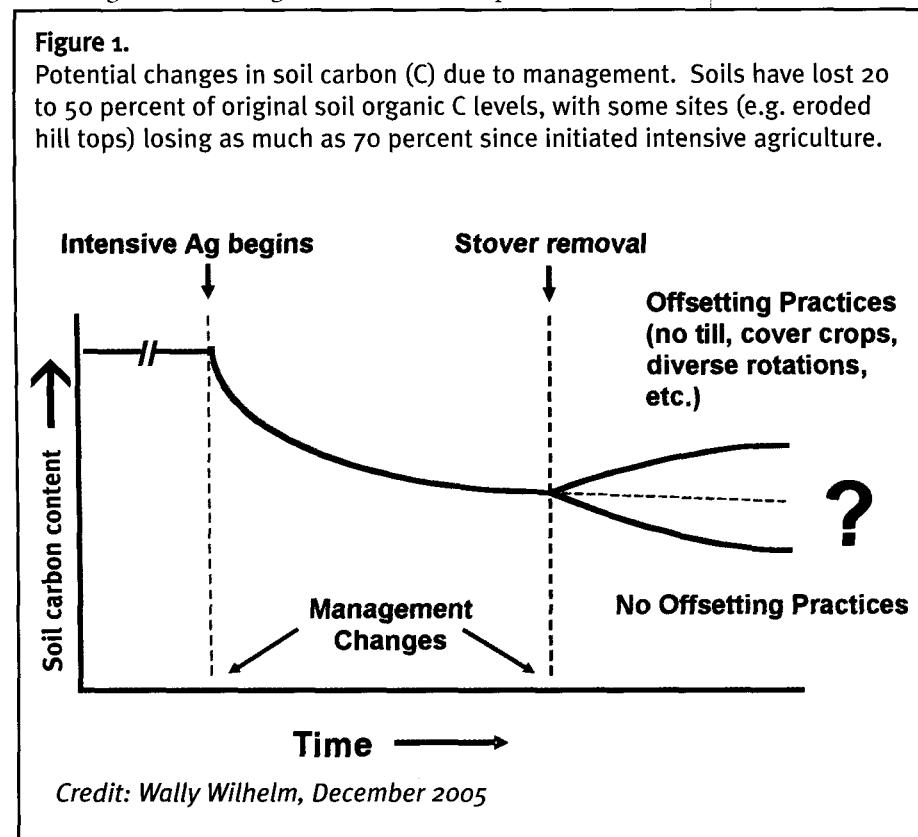 Figure 1.
Potential changes in soil carbon (C) due to management. Soils have lost 20
to 50 percent of original soil organic C levels, with some sites (e.g. eroded
hill tops) losing as much as 70 percent since initiated intensive agriculture.
Intensive Ag begins
Stover removal
Offsetting Practices
(no till, cover crops,
diverse rotations,
etc.)
Soil carbon content
?
No Offsetting Practices
Management
Changes
Time
Credit: Wally Wilhelm, December 2005